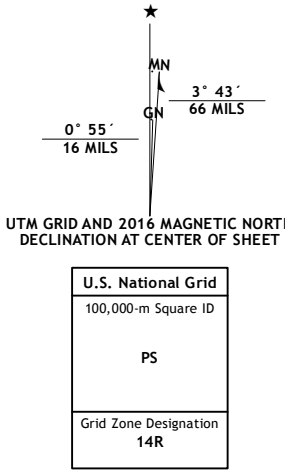 MN
3° 43´
66 MILS
GN
0° 55´
16 MILS
UTM GRID AND 2016 MAGNETIC NORTH
DECLINATION AT CENTER OF SHEET
U.S. National Grid
100,000-m Square ID
PS
Grid Zone Designation
14R